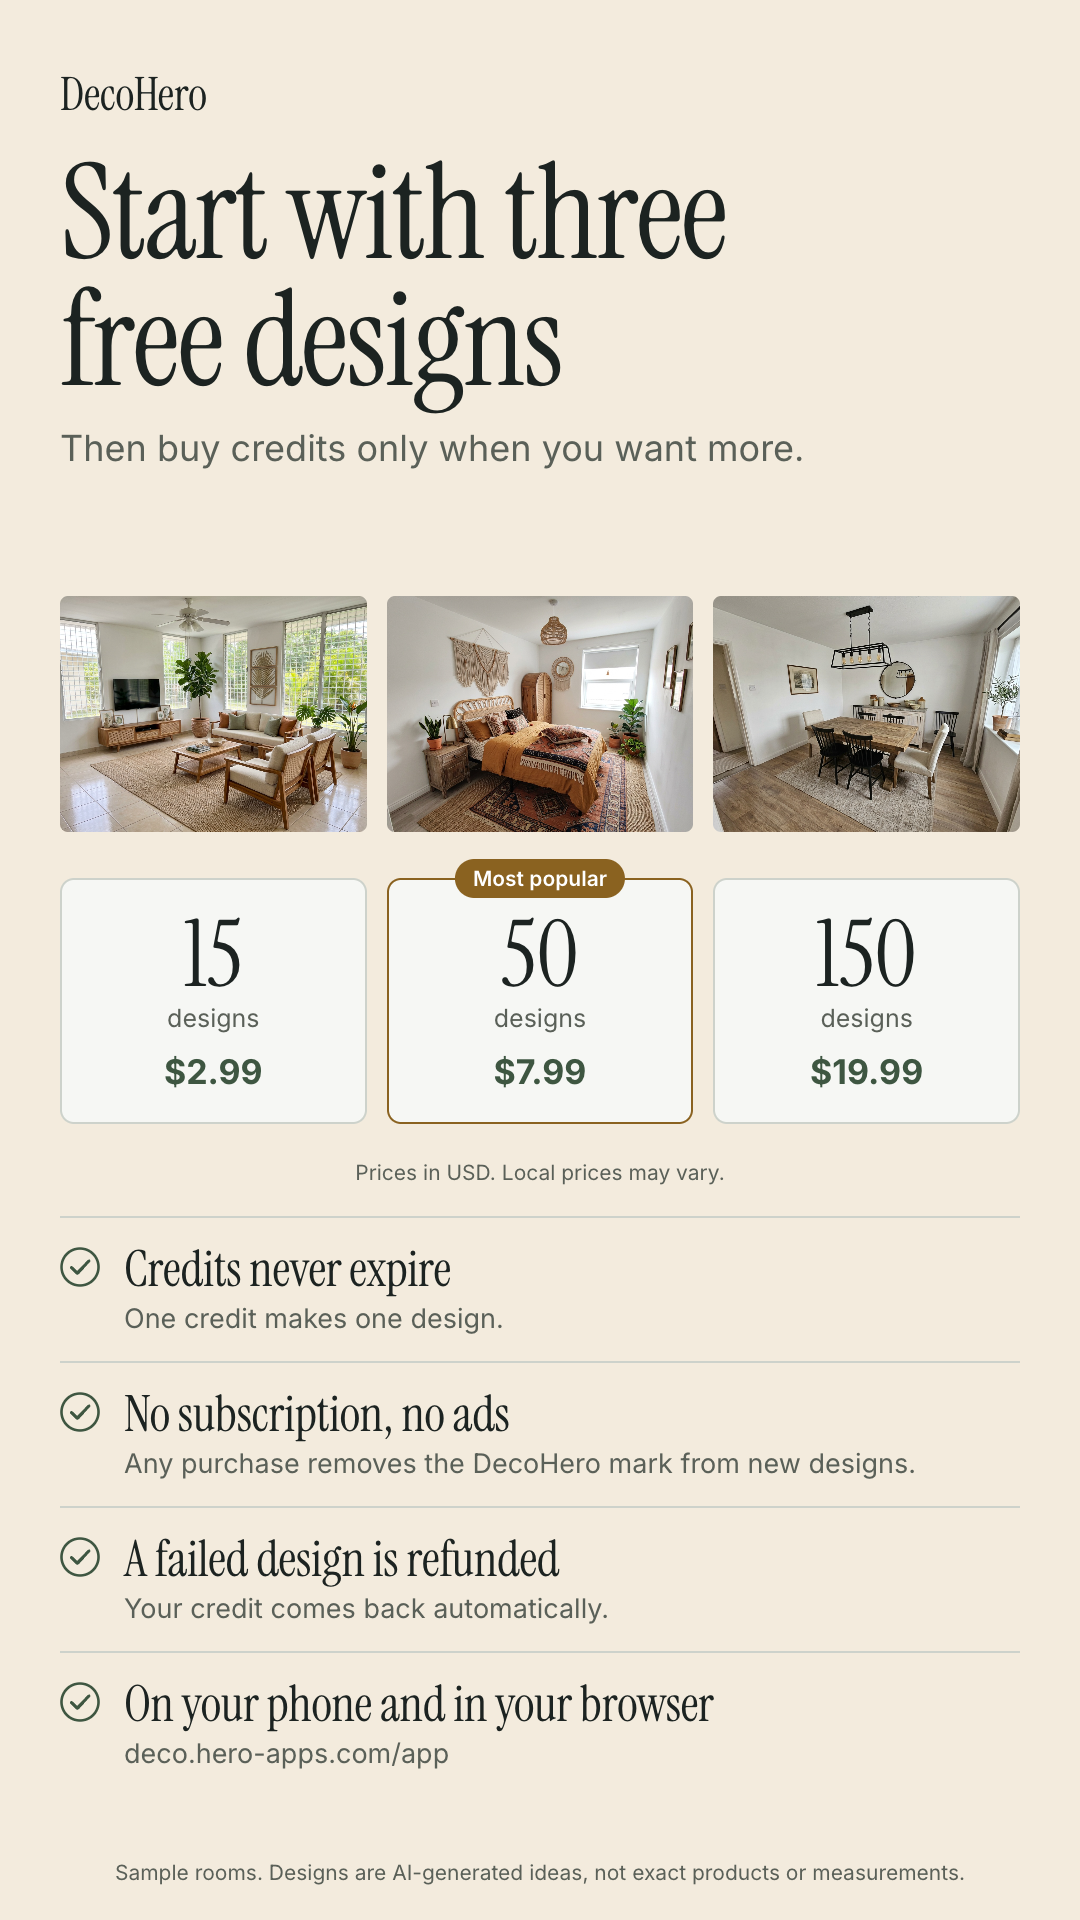 DecoHero
Start with three
free designs
Then buy credits only when you want more.
Most popular
15
designs
$2.99
50
designs
$7.99
150
designs
$19.99
Prices in USD. Local prices may vary.
Credits never expire
One credit makes one design.
No subscription, no ads
Any purchase removes the DecoHero mark from new designs.
A failed design is refunded
Your credit comes back automatically.
On your phone and in your browser
deco.hero-apps.com/app
Sample rooms. Designs are AI-generated ideas, not exact products or measurements.